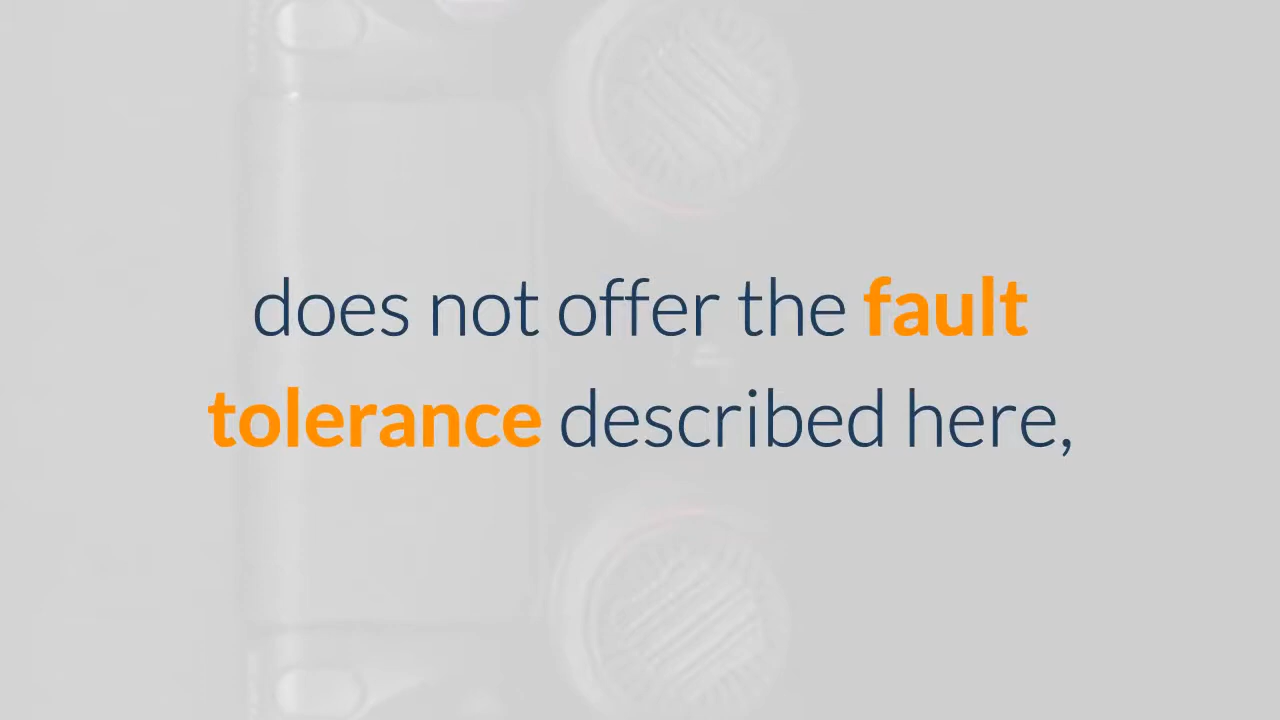 does not offer the fault
tolerance described here,